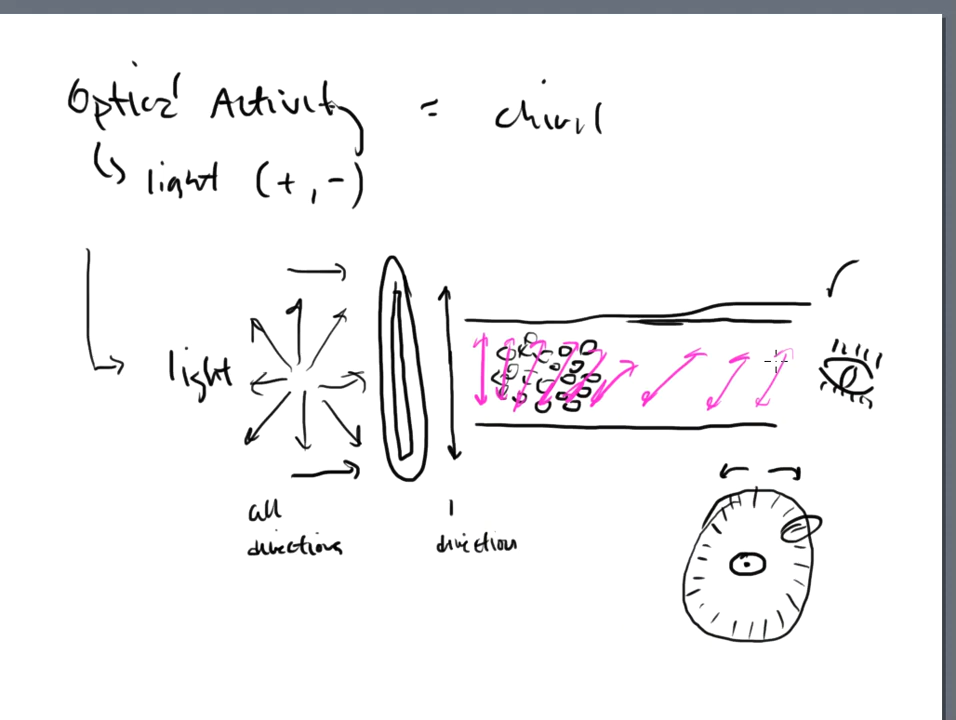 Optical Activity = chiral
↳ light (+, -)
light
all
directions
1
direction